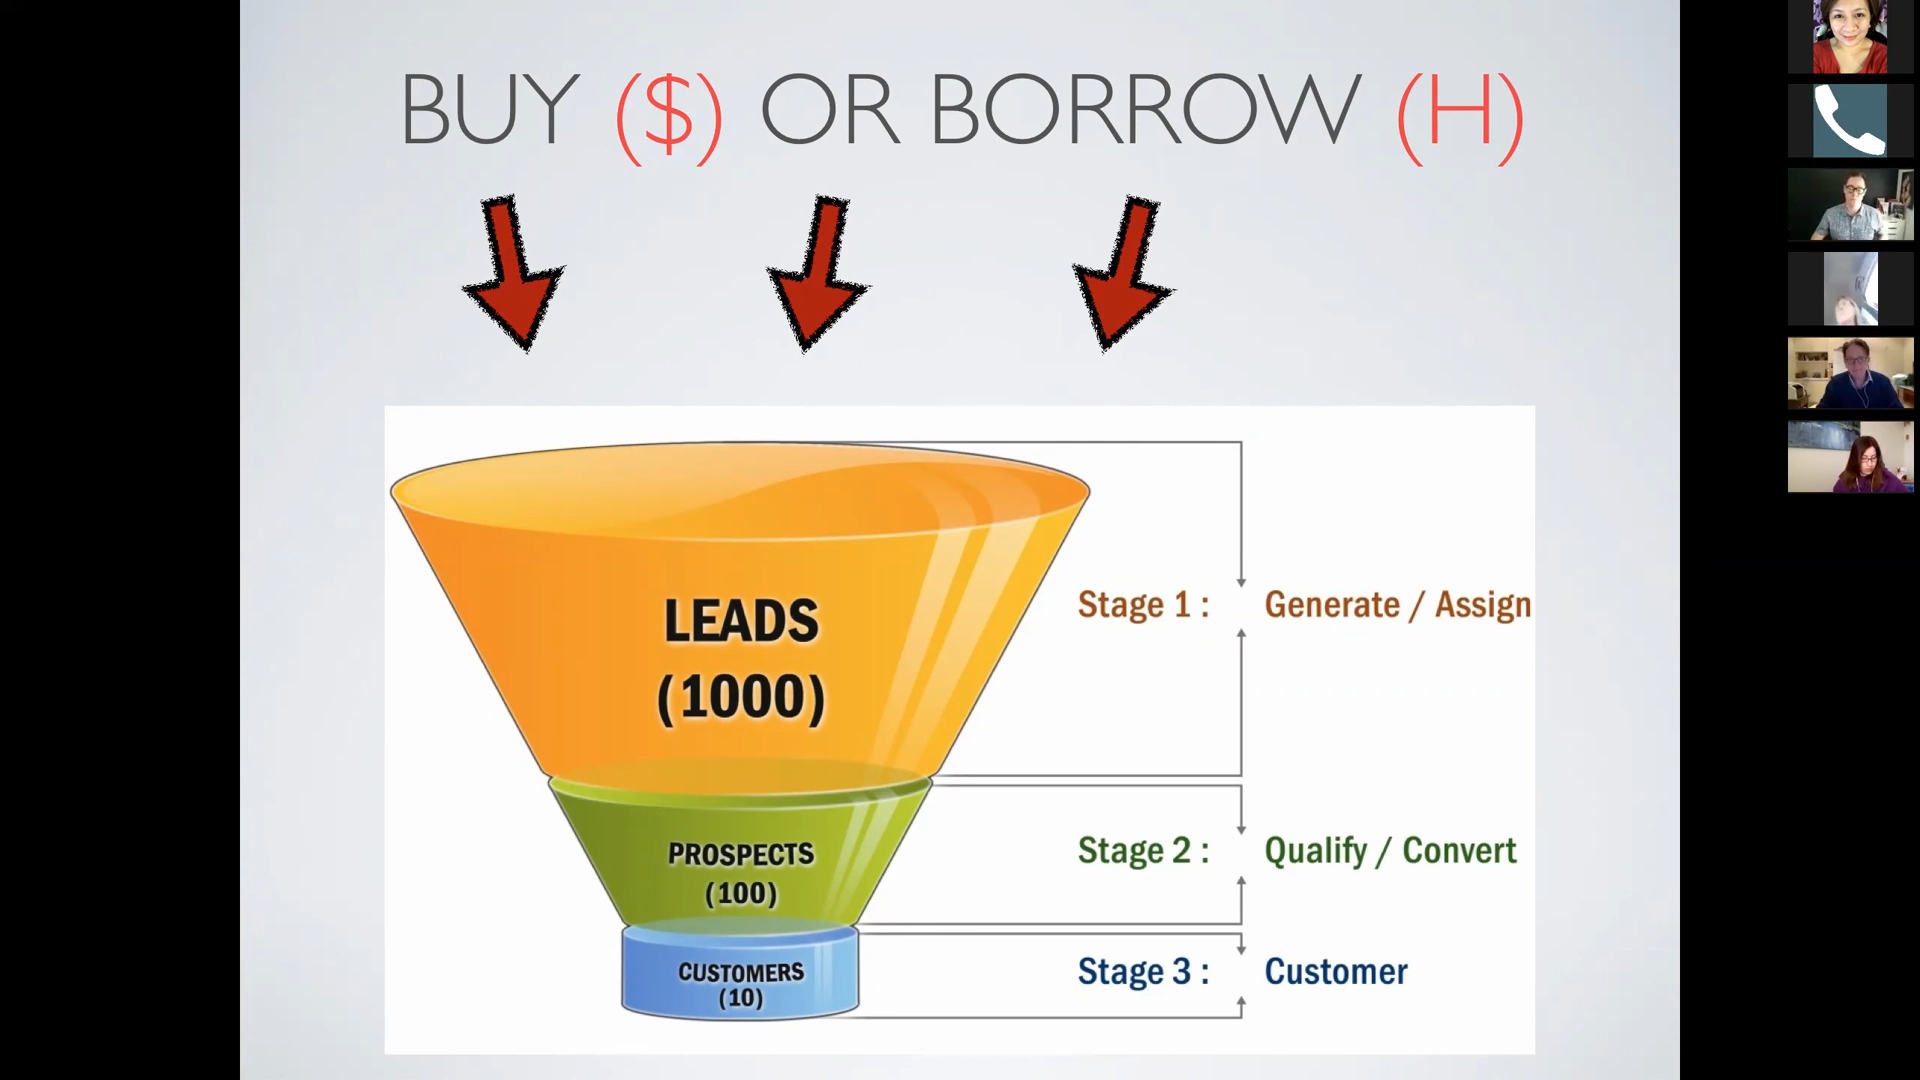 BUY ($) OR BORROW (H)
LEADS
(1000)
Stage 1 : Generate / Assign
PROSPECTS
(100)
Stage 2 : Qualify / Convert
CUSTOMERS
(10)
Stage 3 : Customer